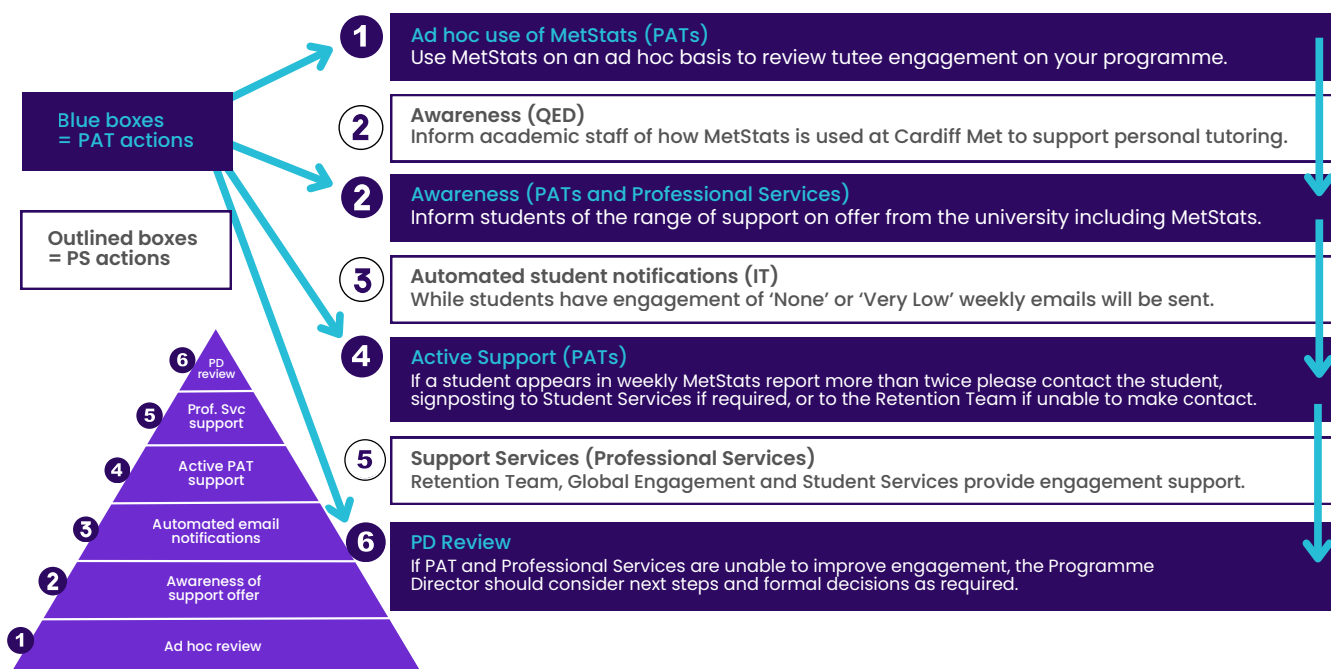 1
Ad hoc use of MetStats (PATs)
Use MetStats on an ad hoc basis to review tutee engagement on your programme.
Blue boxes
= PAT actions
2
Awareness (QED)
Inform academic staff of how MetStats is used at Cardiff Met to support personal tutoring.
2
Awareness (PATs and Professional Services)
Inform students of the range of support on offer from the university including MetStats.
Outlined boxes
= PS actions
3
Automated student notifications (IT)
While students have engagement of ‘None’ or ‘Very Low’ weekly emails will be sent.
4
Active Support (PATs)
If a student appears in weekly MetStats report more than twice please contact the student,
signposting to Student Services if required, or to the Retention Team if unable to make contact.
5
Support Services (Professional Services)
Retention Team, Global Engagement and Student Services provide engagement support.
6
PD Review
If PAT and Professional Services are unable to improve engagement, the Programme
Director should consider next steps and formal decisions as required.
6
PD
review
5
Prof. Svc
support
4
Active PAT
support
3
Automated email
notifications
2
Awareness of
support offer
1
Ad hoc review